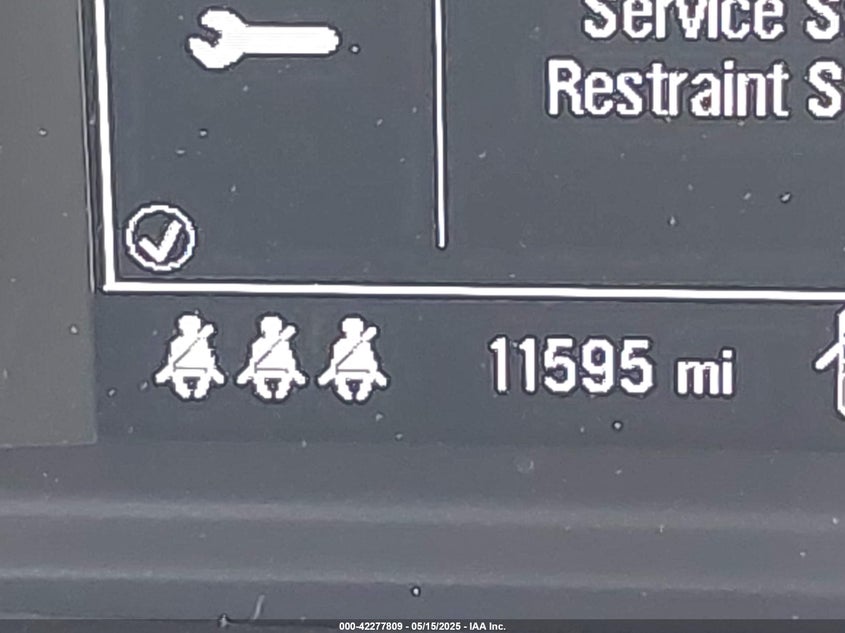 Service S
Restraint S
11595 mi
000-42277809 - 05/15/2025 - IAA Inc.